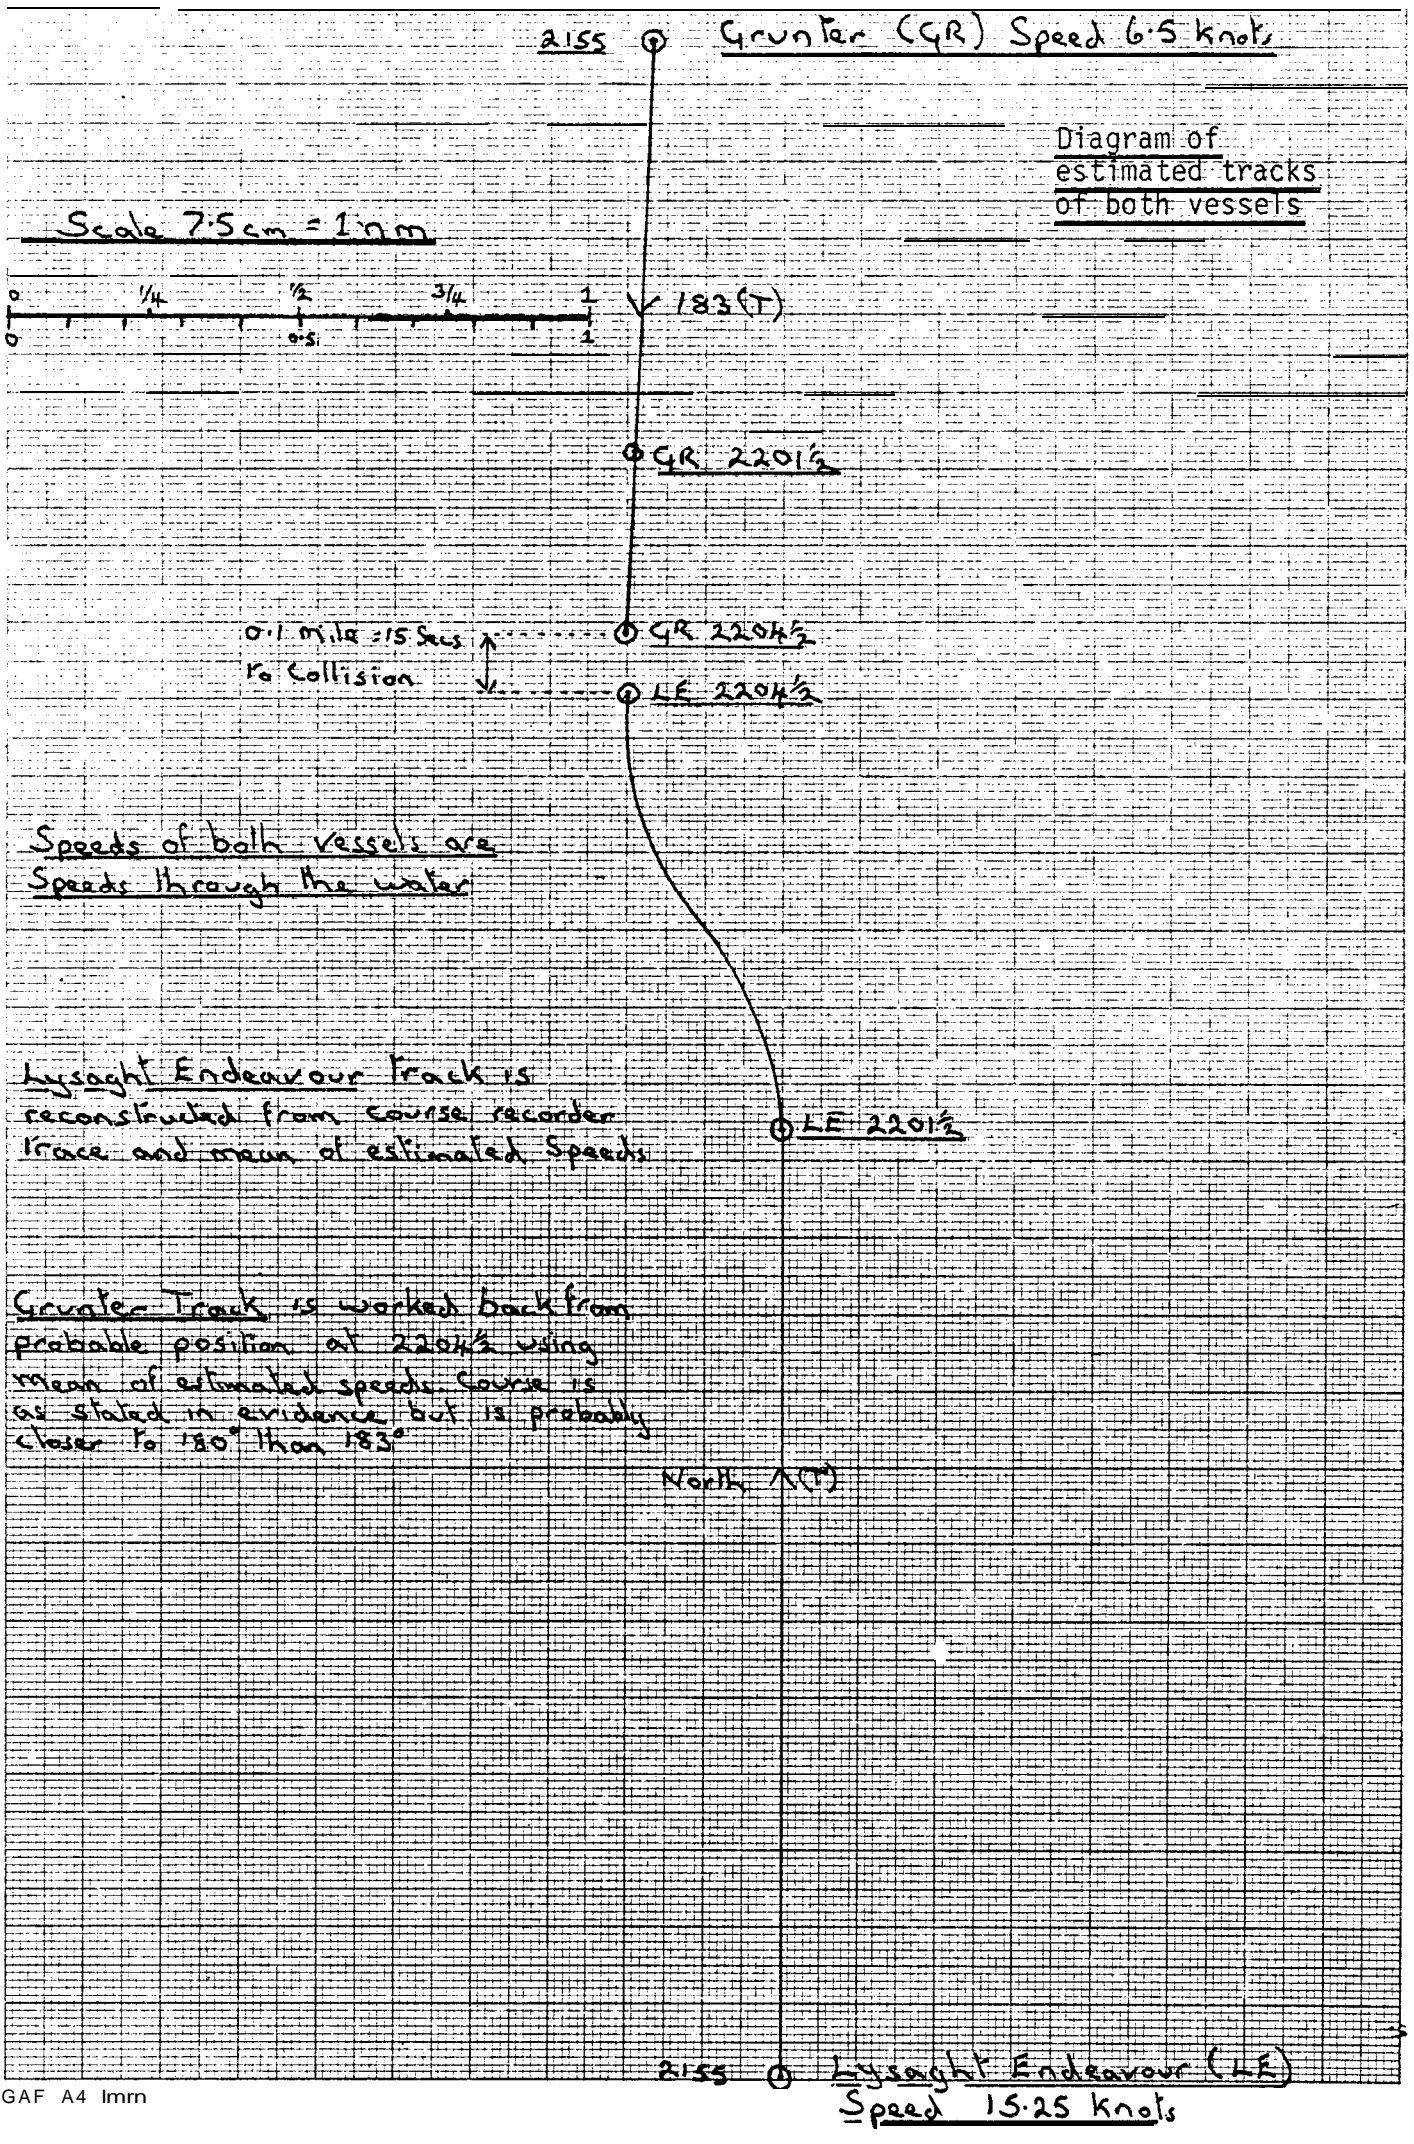 2155 Grunter (GR) Speed 6.5 Knots
Diagram of
estimated tracks
of both vessels
Scale 7.5cm = 1 nm
0 1/4 1/2 3/4 1
0 0.5 1
183(T)
GR 2201½
0.1 mile = 15 Secs
To Collision
GR 2204½
LE 2204½
Speeds of both vessels are
Speeds through the water
Lysaght Endeavour Track is
reconstructed from course recorder
Trace and mean of estimated Speeds
LE 2201½
Grunter Track is worked back from
probable position at 2204½ using
mean of estimated speeds. Course is
as stated in evidence but is probably
closer to 180° than 183°
North (T)
2155 Lysaght Endeavour (LE)
Speed 15.25 Knots
GAF A4 Imrn